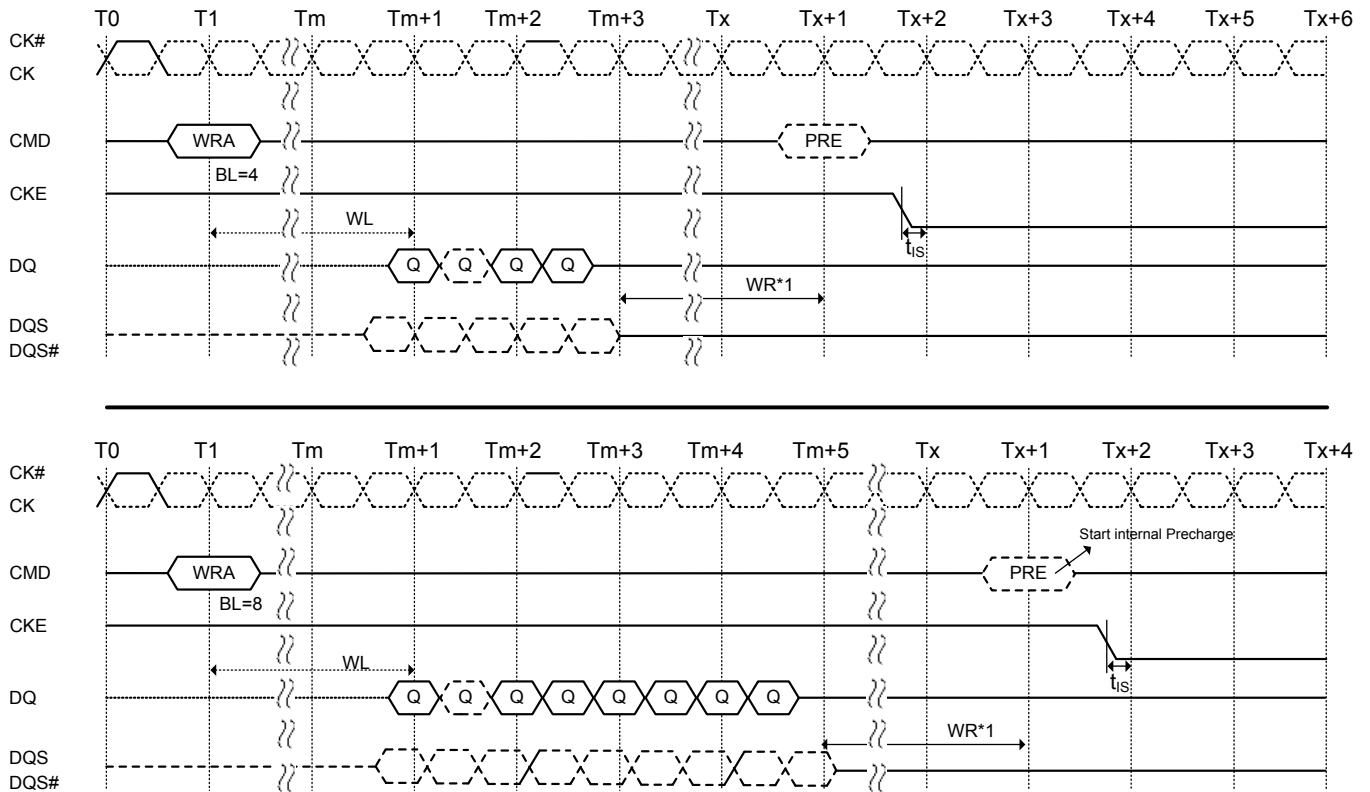 T0 T1 Tm Tm+1 Tm+2 Tm+3 Tx Tx+1 Tx+2 Tx+3 Tx+4 Tx+5 Tx+6
CK#
CK
CMD WRA PRE
BL=4
CKE
WL
tIS
DQ Q Q Q Q
WR*1
DQS
DQS#
T0 T1 Tm Tm+1 Tm+2 Tm+3 Tm+4 Tm+5 Tx Tx+1 Tx+2 Tx+3 Tx+4
CK#
CK
Start internal Precharge
CMD WRA PRE
BL=8
CKE
WL
tIS
DQ Q Q Q Q Q Q Q Q
WR*1
DQS
DQS#